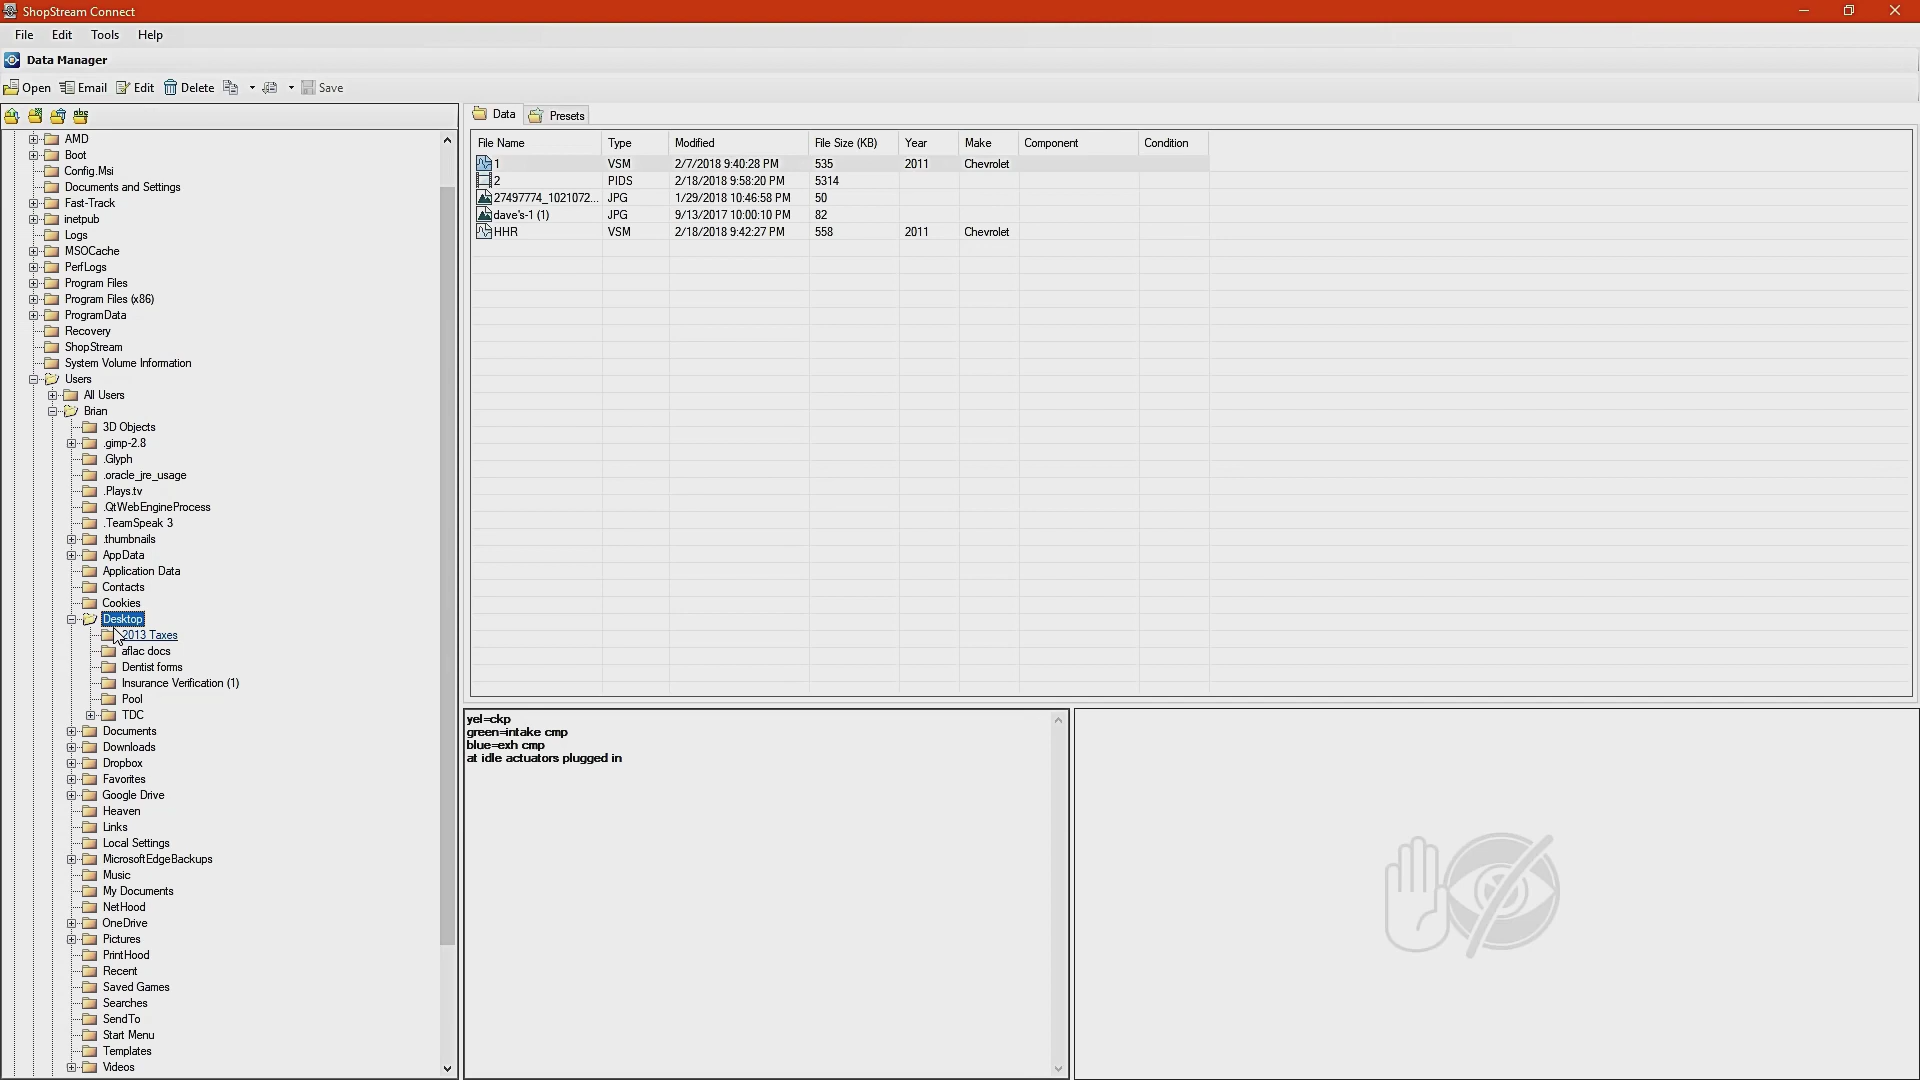 ShopStream Connect
File Edit Tools Help
Data Manager
Open Email Edit Delete Save
abc
AMD
Boot
Config.Msi
Documents and Settings
Fast-Track
inetpub
Logs
MSOCache
PerfLogs
Program Files
Program Files (x86)
ProgramData
Recovery
ShopStream
System Volume Information
Users
All Users
Brian
3D Objects
.gimp-2.8
.Glyph
.oracle_jre_usage
.Plays.tv
.QtWebEngineProcess
.TeamSpeak 3
.thumbnails
AppData
Application Data
Contacts
Cookies
Desktop
2013 Taxes
aflac docs
Dentist forms
Insurance Verification (1)
Pool
TDC
Documents
Downloads
Dropbox
Favorites
Google Drive
Heaven
Links
Local Settings
MicrosoftEdgeBackups
Music
My Documents
NetHood
OneDrive
Pictures
PrintHood
Recent
Saved Games
Searches
SendTo
Start Menu
Templates
Videos
Data Presets
File Name Type Modified File Size (KB) Year Make Component Condition
1 VSM 2/7/2018 9:40:28 PM 535 2011 Chevrolet
2 PIDS 2/18/2018 9:58:20 PM 5314
27497774_1021072... JPG 1/29/2018 10:46:58 PM 50
dave's-1 (1) JPG 9/13/2017 10:00:10 PM 82
HHR VSM 2/18/2018 9:42:27 PM 558 2011 Chevrolet
yel=ckp
green=intake cmp
blue=exh cmp
at idle actuators plugged in